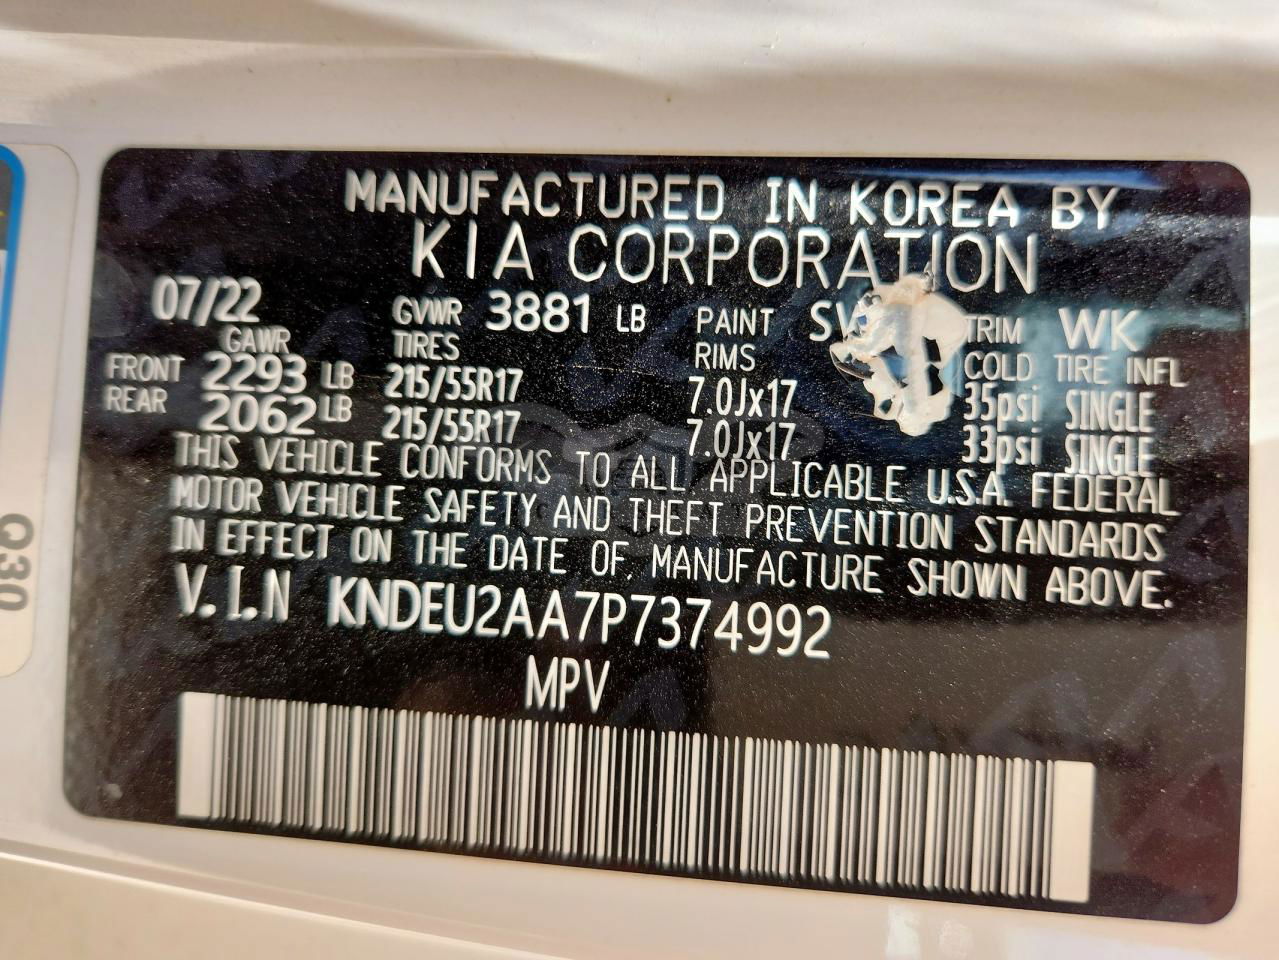 MANUFACTURED IN KOREA BY
KIA CORPORATION
07/22 GVWR 3881 LB PAINT TRIM WK
GAWR TIRES RIMS COLD TIRE INFL
FRONT 2293 LB 215/55R17 7.0Jx17 35psi SINGLE
REAR 2062 LB 215/55R17 7.0Jx17 33psi SINGLE
THIS VEHICLE CONFORMS TO ALL APPLICABLE U.S.A. FEDERAL
MOTOR VEHICLE SAFETY AND THEFT PREVENTION STANDARDS
IN EFFECT ON THE DATE OF, MANUFACTURE SHOWN ABOVE.
V.I.N KNDEU2AA7P7374992
MPV
Q30